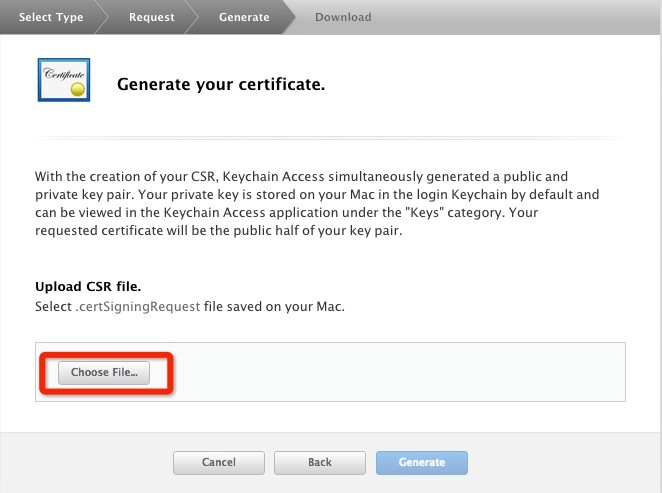 Select Type Request Generate Download
Certificate
Generate your certificate.
With the creation of your CSR, Keychain Access simultaneously generated a public and
private key pair. Your private key is stored on your Mac in the login Keychain by default and
can be viewed in the Keychain Access application under the "Keys" category. Your
requested certificate will be the public half of your key pair.
Upload CSR file.
Select .certSigningRequest file saved on your Mac.
Choose File...
Cancel Back Generate